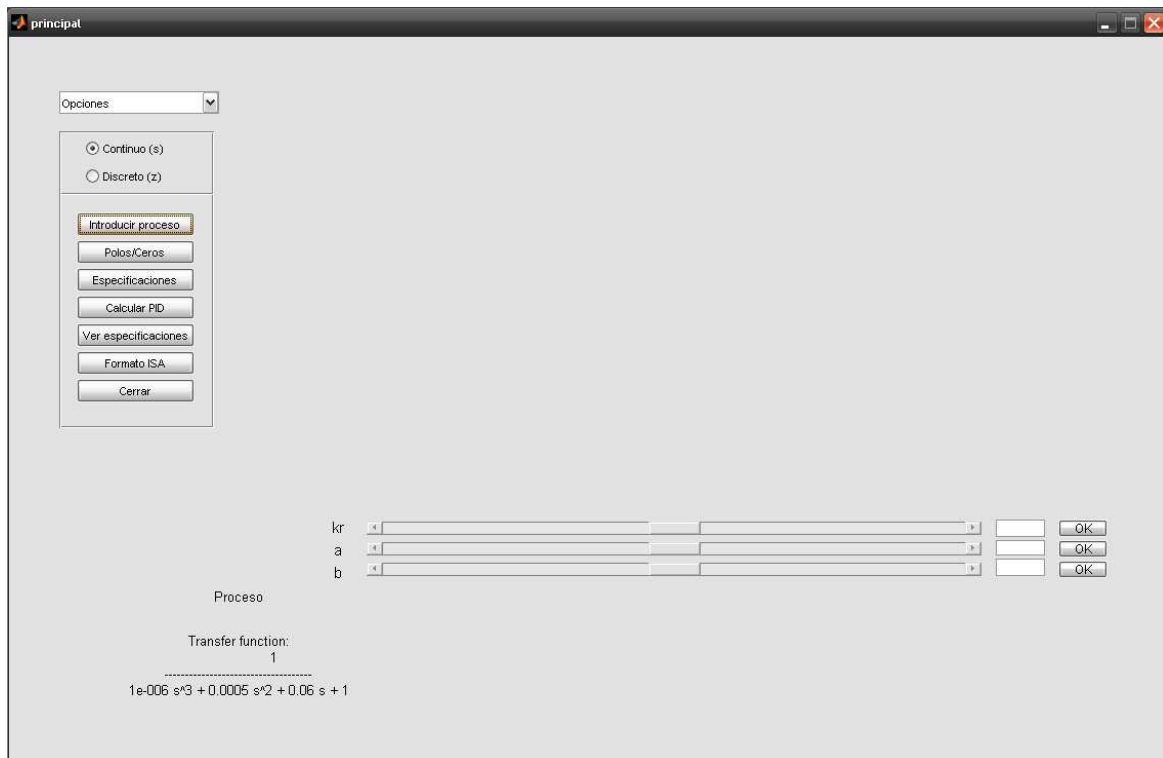 principal
Opciones
Continuo (s)
Discreto (z)
Introducir proceso
Polos/Ceros
Especificaciones
Calcular PID
Ver especificaciones
Formato ISA
Cerrar
kr OK
a OK
b OK
Proceso
Transfer function:
1
------------------------------------
1e-006 s^3 + 0.0005 s^2 + 0.06 s + 1